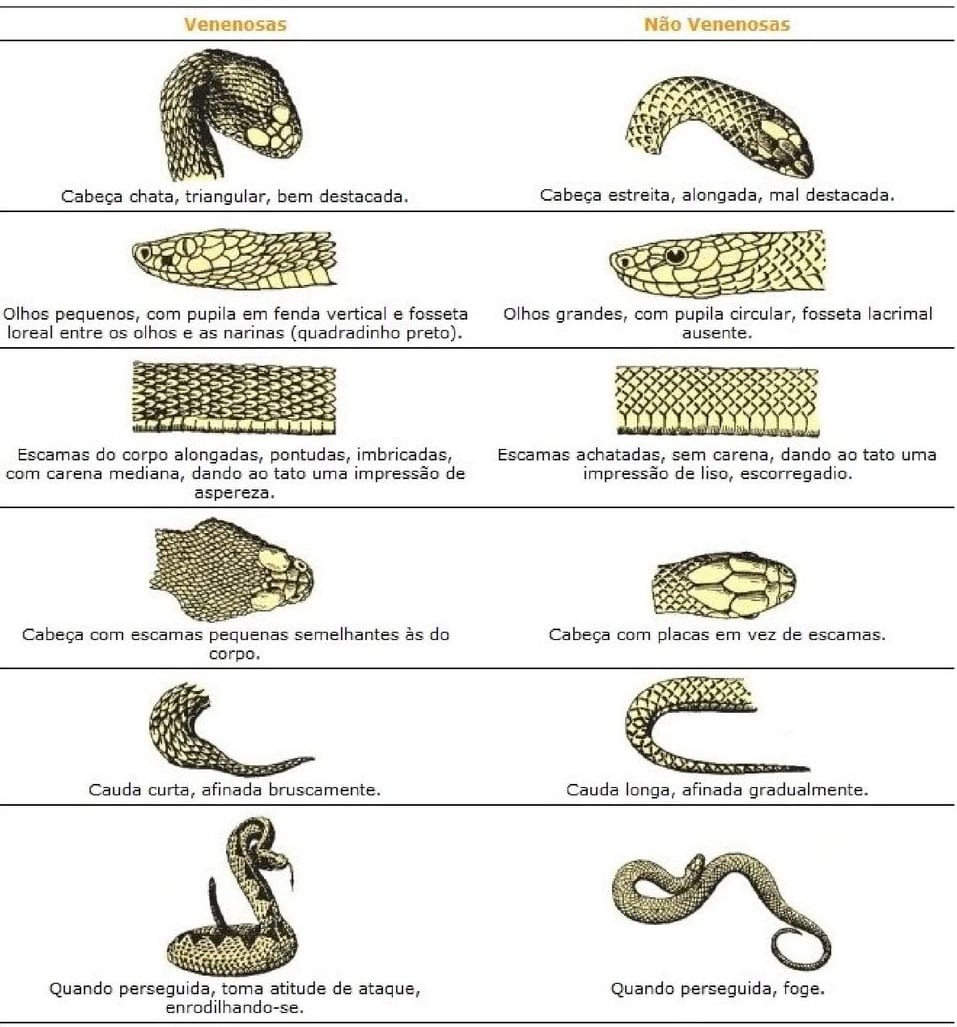 Venenosas
Não Venenosas
Cabeça chata, triangular, bem destacada.
Cabeça estreita, alongada, mal destacada.
Olhos pequenos, com pupila em fenda vertical e fosseta
loreal entre os olhos e as narinas (quadradinho preto).
Olhos grandes, com pupila circular, fosseta lacrimal
ausente.
Escamas do corpo alongadas, pontudas, imbricadas,
com carena mediana, dando ao tato uma impressão de
aspereza.
Escamas achatadas, sem carena, dando ao tato uma
impressão de liso, escorregadio.
Cabeça com escamas pequenas semelhantes às do
corpo.
Cabeça com placas em vez de escamas.
Cauda curta, afinada bruscamente.
Cauda longa, afinada gradualmente.
Quando perseguida, toma atitude de ataque,
enrodilhando-se.
Quando perseguida, foge.